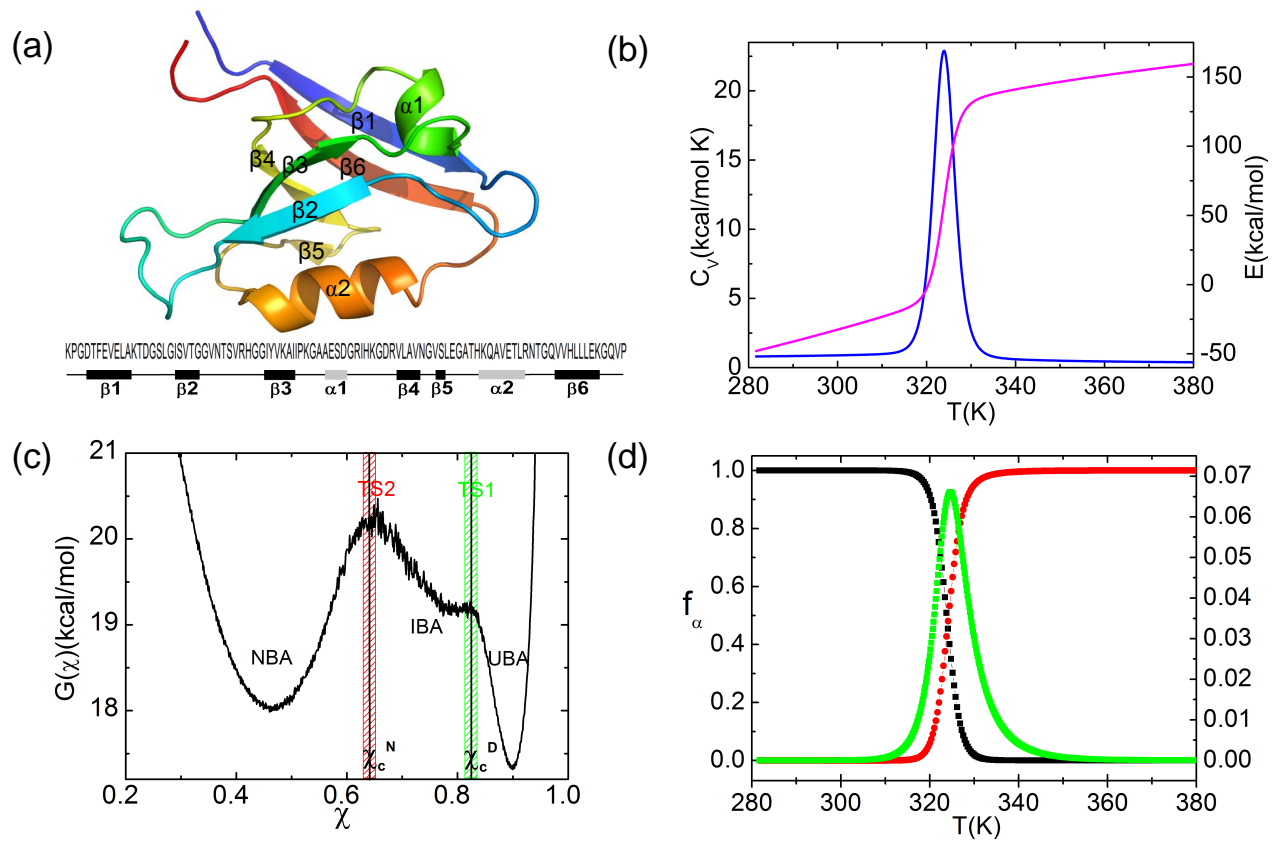 (a)
α1
β1
β4
β3
β6
β2
β5
α2
KPGDTFEVELAKTDGSLGISVTGGVNTSVRHGGIYVKAIIPKGAAESDGRIHKGDRVLAVNGVSLEGATHKQAVETLRNTGQVVHLLLEKGQVP
β1 β2 β3 α1 β4 β5 α2 β6
(b)
C_V(kcal/mol K)
20
15
10
5
0
E(kcal/mol)
150
100
50
0
-50
280 300 320 340 360 380
T(K)
(c)
G(χ)(kcal/mol)
21
20
19
18
TS2 TS1
NBA IBA UBA
χ_c^N χ_c^D
0.2 0.4 0.6 0.8 1.0
χ
(d)
f_α
1.0
0.8
0.6
0.4
0.2
0.0
0.07
0.06
0.05
0.04
0.03
0.02
0.01
0.00
280 300 320 340 360 380
T(K)